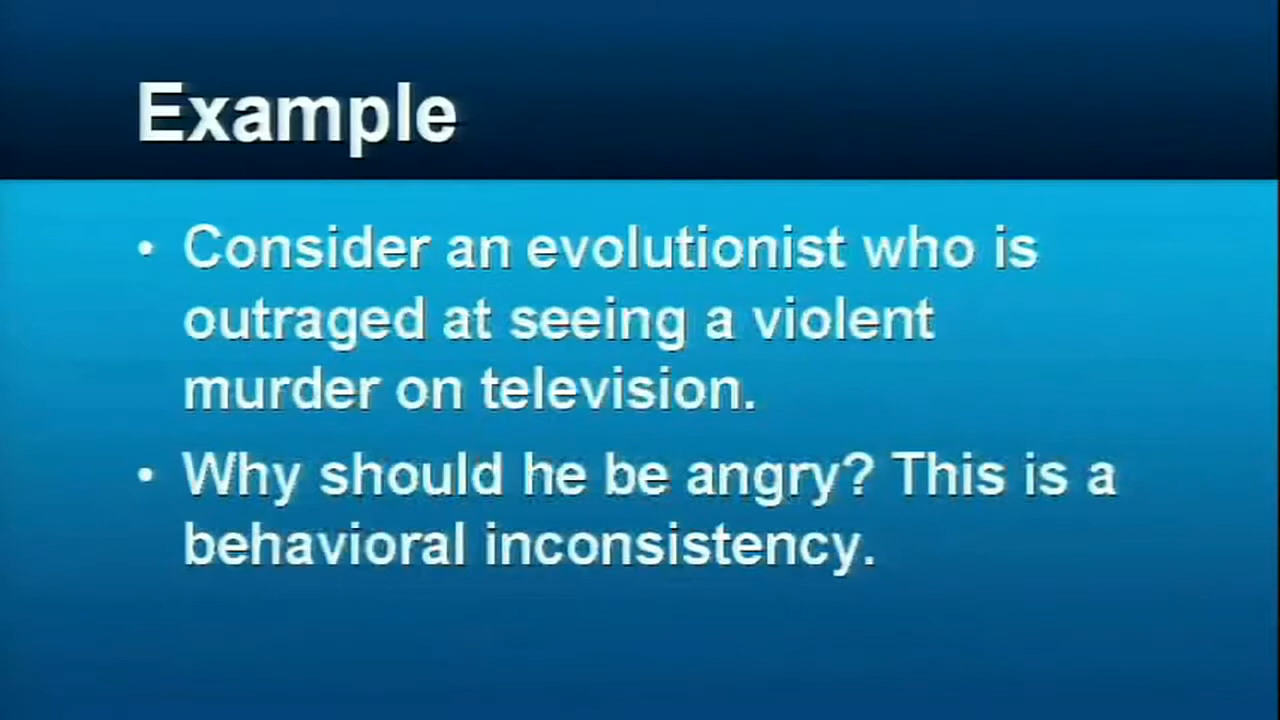 Example
• Consider an evolutionist who is
outraged at seeing a violent
murder on television.
• Why should he be angry? This is a
behavioral inconsistency.